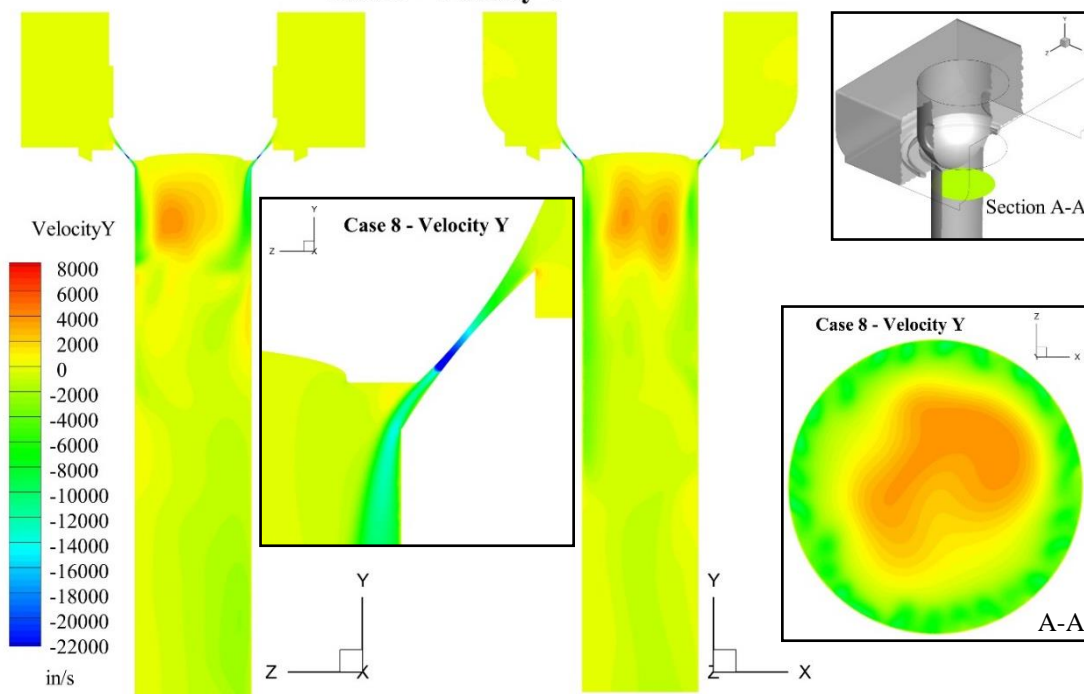 Y
Z
Section A-A
VelocityY
8000
6000
4000
2000
0
-2000
-4000
-6000
-8000
-10000
-12000
-14000
-16000
-18000
-20000
-22000
in/s
Y
Z X
Case 8 - Velocity Y
Y
Z X
Y
Z X
Case 8 - Velocity Y
Z
Y X
A-A